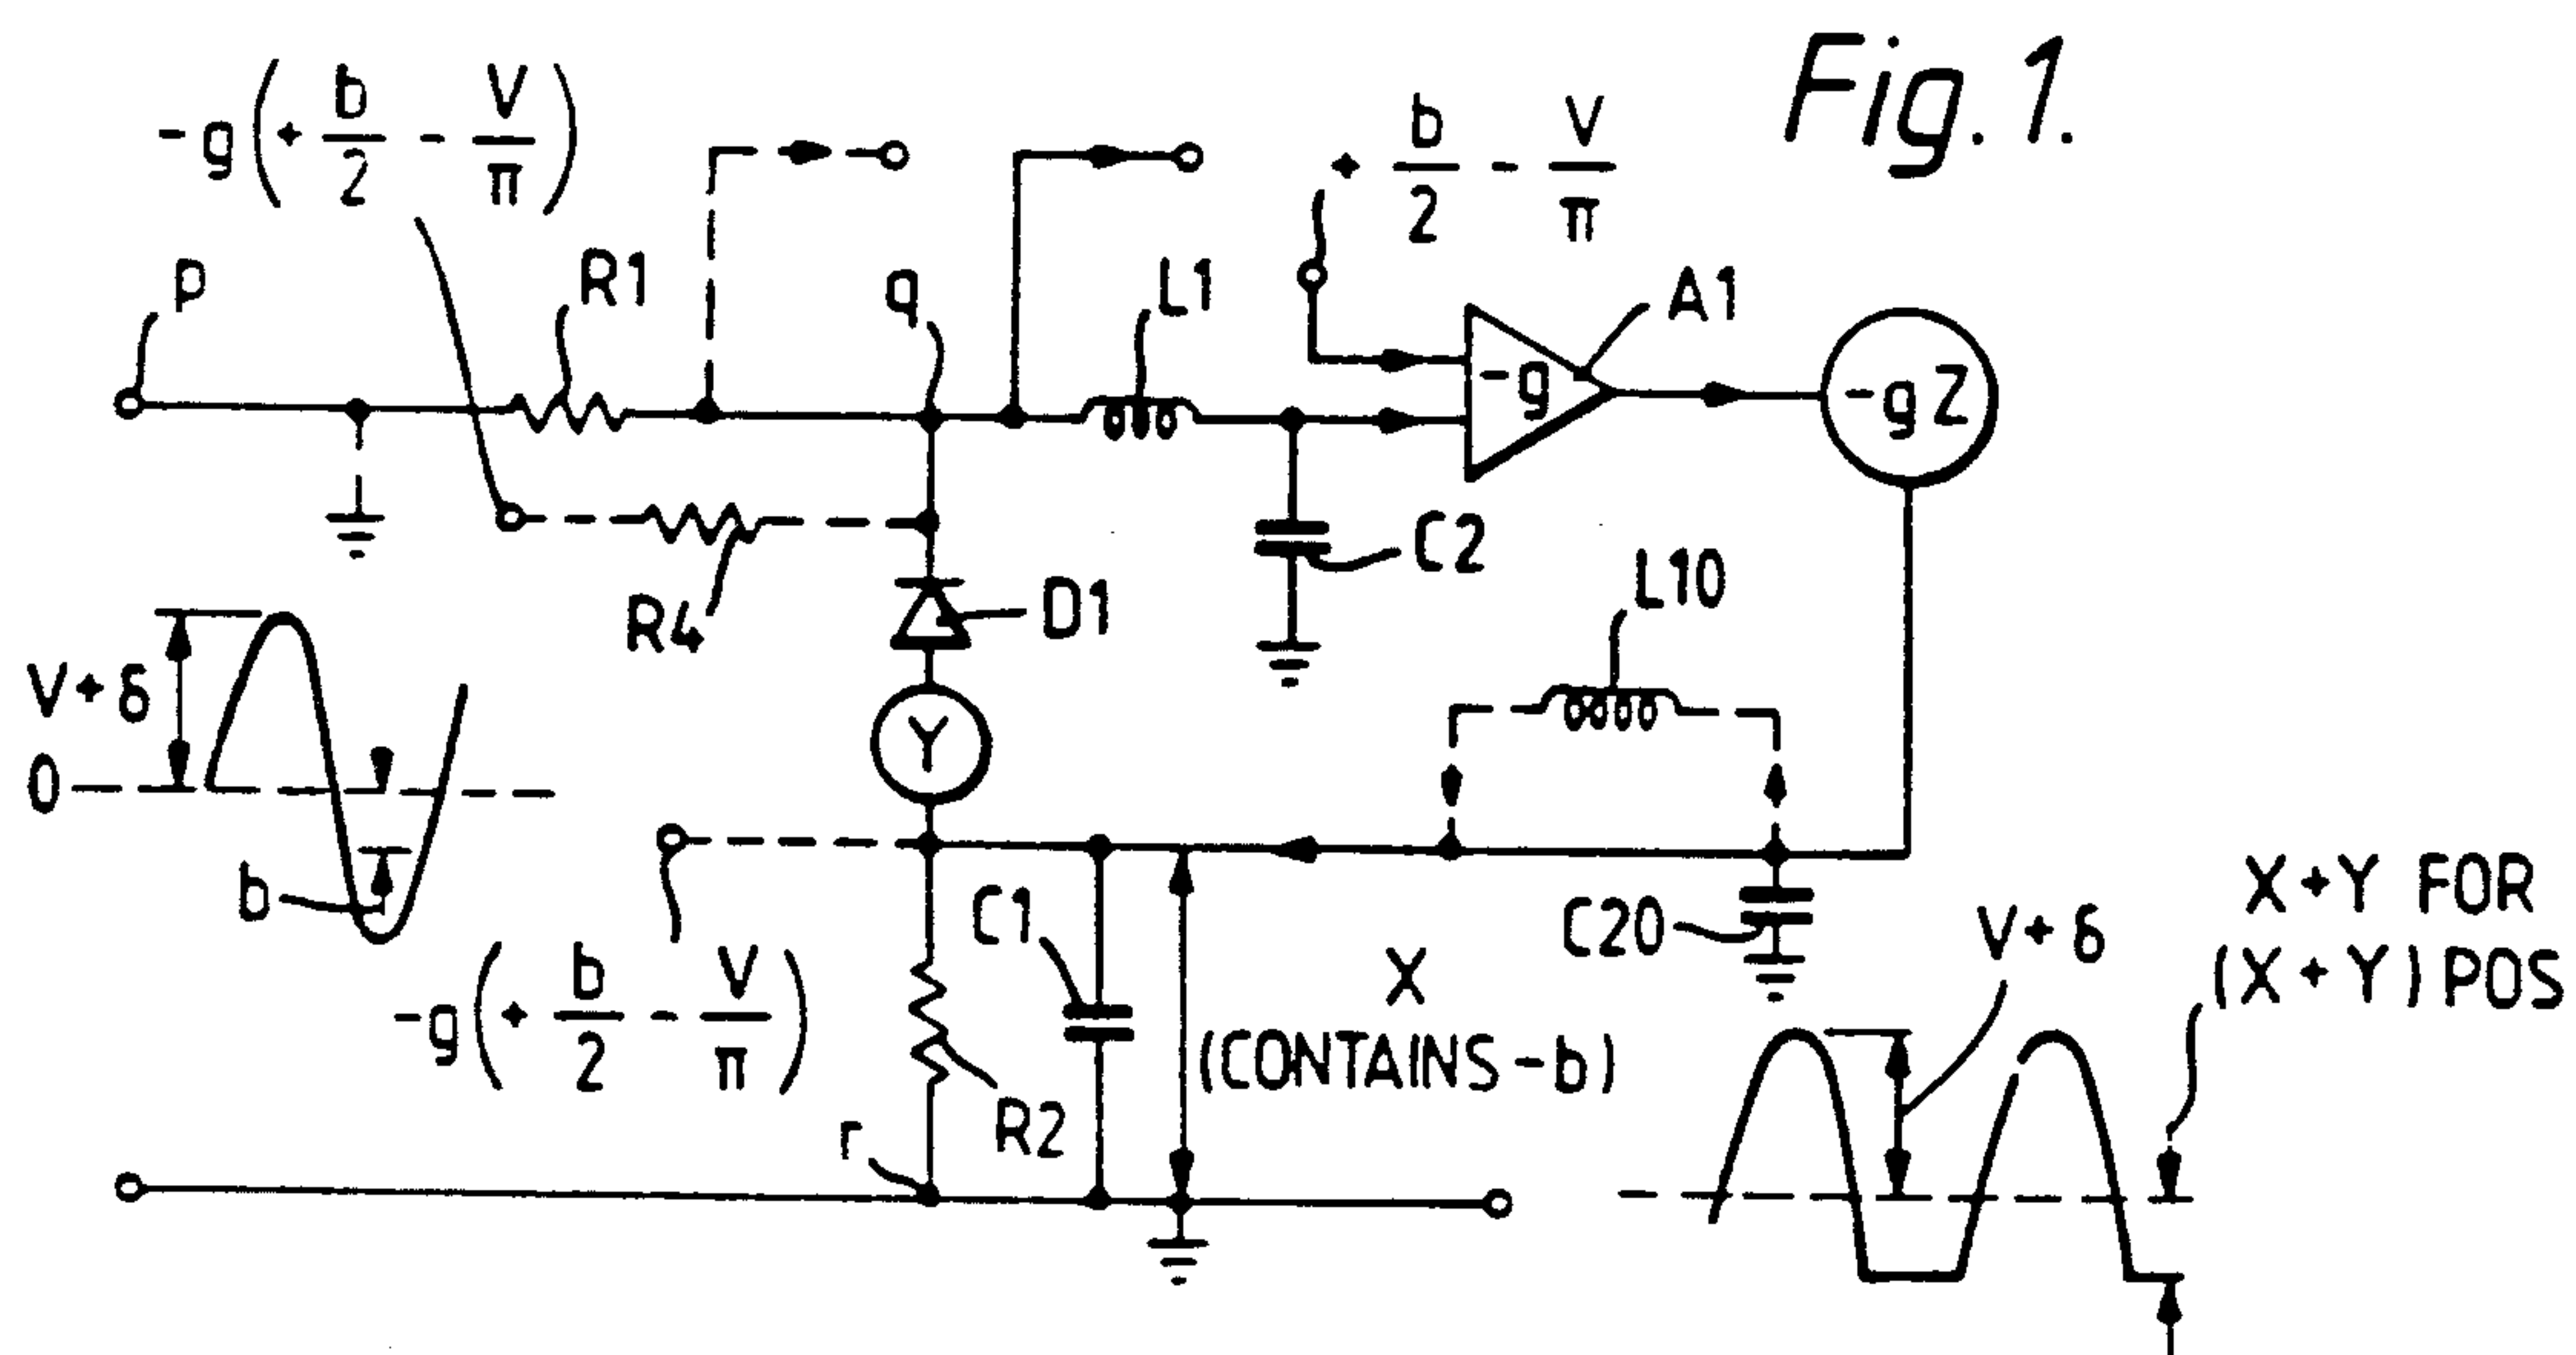 Fig. 1.
-g(+ b/2 - V/π)
+ b/2 - V/π
p
R1
q
L1
A1
-g
-gZ
R4
D1
C2
L10
V+δ
0
b
Y
-g(+ b/2 - V/π)
C1
R2
r
X
(CONTAINS -b)
C20
V+δ
X+Y FOR
(X+Y) POS